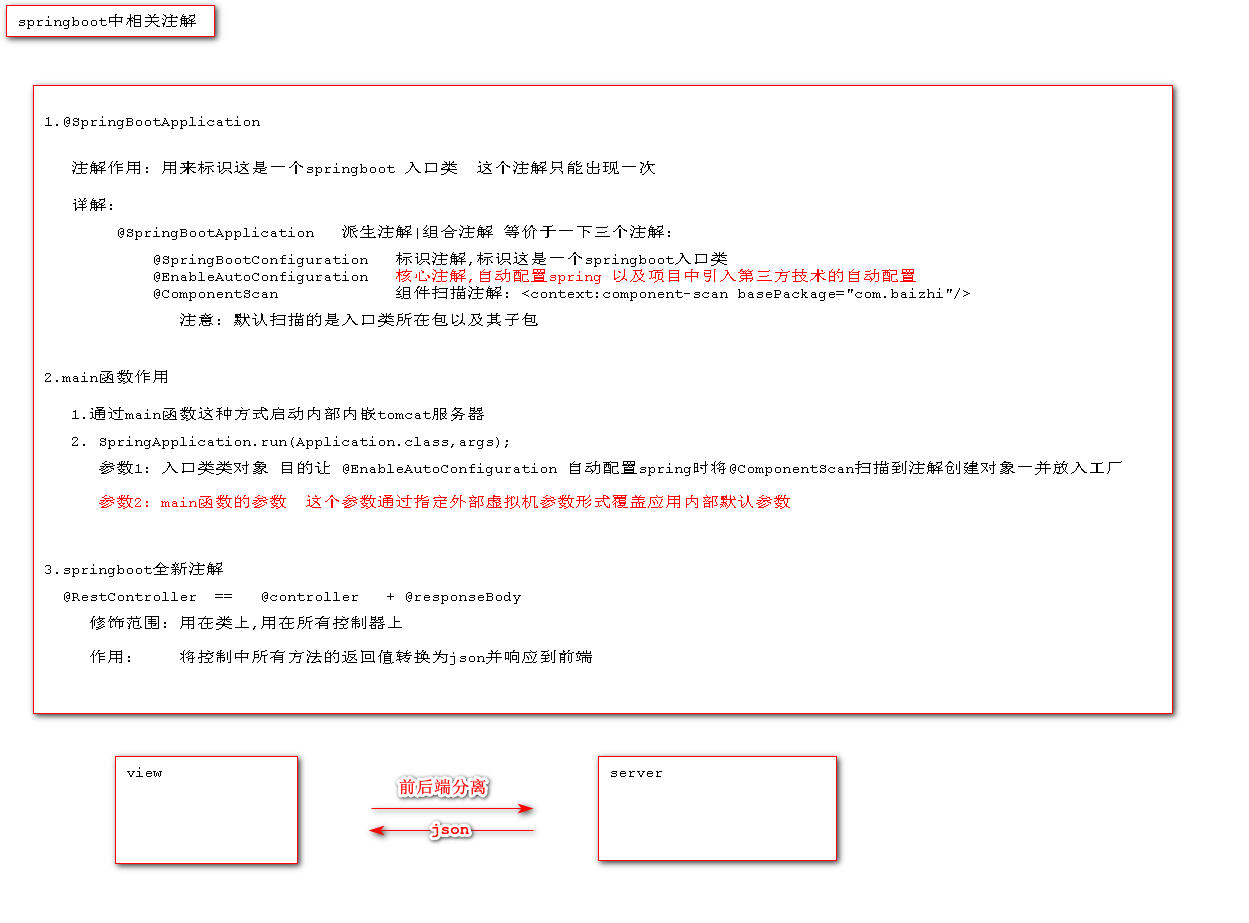 springboot中相关注解
1.@SpringBootApplication
注解作用: 用来标识这是一个springboot 入口类  这个注解只能出现一次
详解:
@SpringBootApplication   派生注解|组合注解 等价于一下三个注解:
@SpringBootConfiguration   标识注解,标识这是一个springboot入口类
@EnableAutoConfiguration   核心注解,自动配置spring 以及项目中引入第三方技术的自动配置
@ComponentScan             组件扫描注解: <context:component-scan basePackage="com.baizhi"/>
注意: 默认扫描的是入口类所在包以及其子包
2.main函数作用
1.通过main函数这种方式启动内部内嵌tomcat服务器
2. SpringApplication.run(Application.class,args);
参数1: 入口类类对象 目的让 @EnableAutoConfiguration 自动配置spring时将@ComponentScan扫描到注解创建对象一并放入工厂
参数2: main函数的参数  这个参数通过指定外部虚拟机参数形式覆盖应用内部默认参数
3.springboot全新注解
@RestController  ==   @controller   + @responseBody
修饰范围: 用在类上,用在所有控制器上
作用:     将控制中所有方法的返回值转换为json并响应到前端
view
前后端分离
json
server